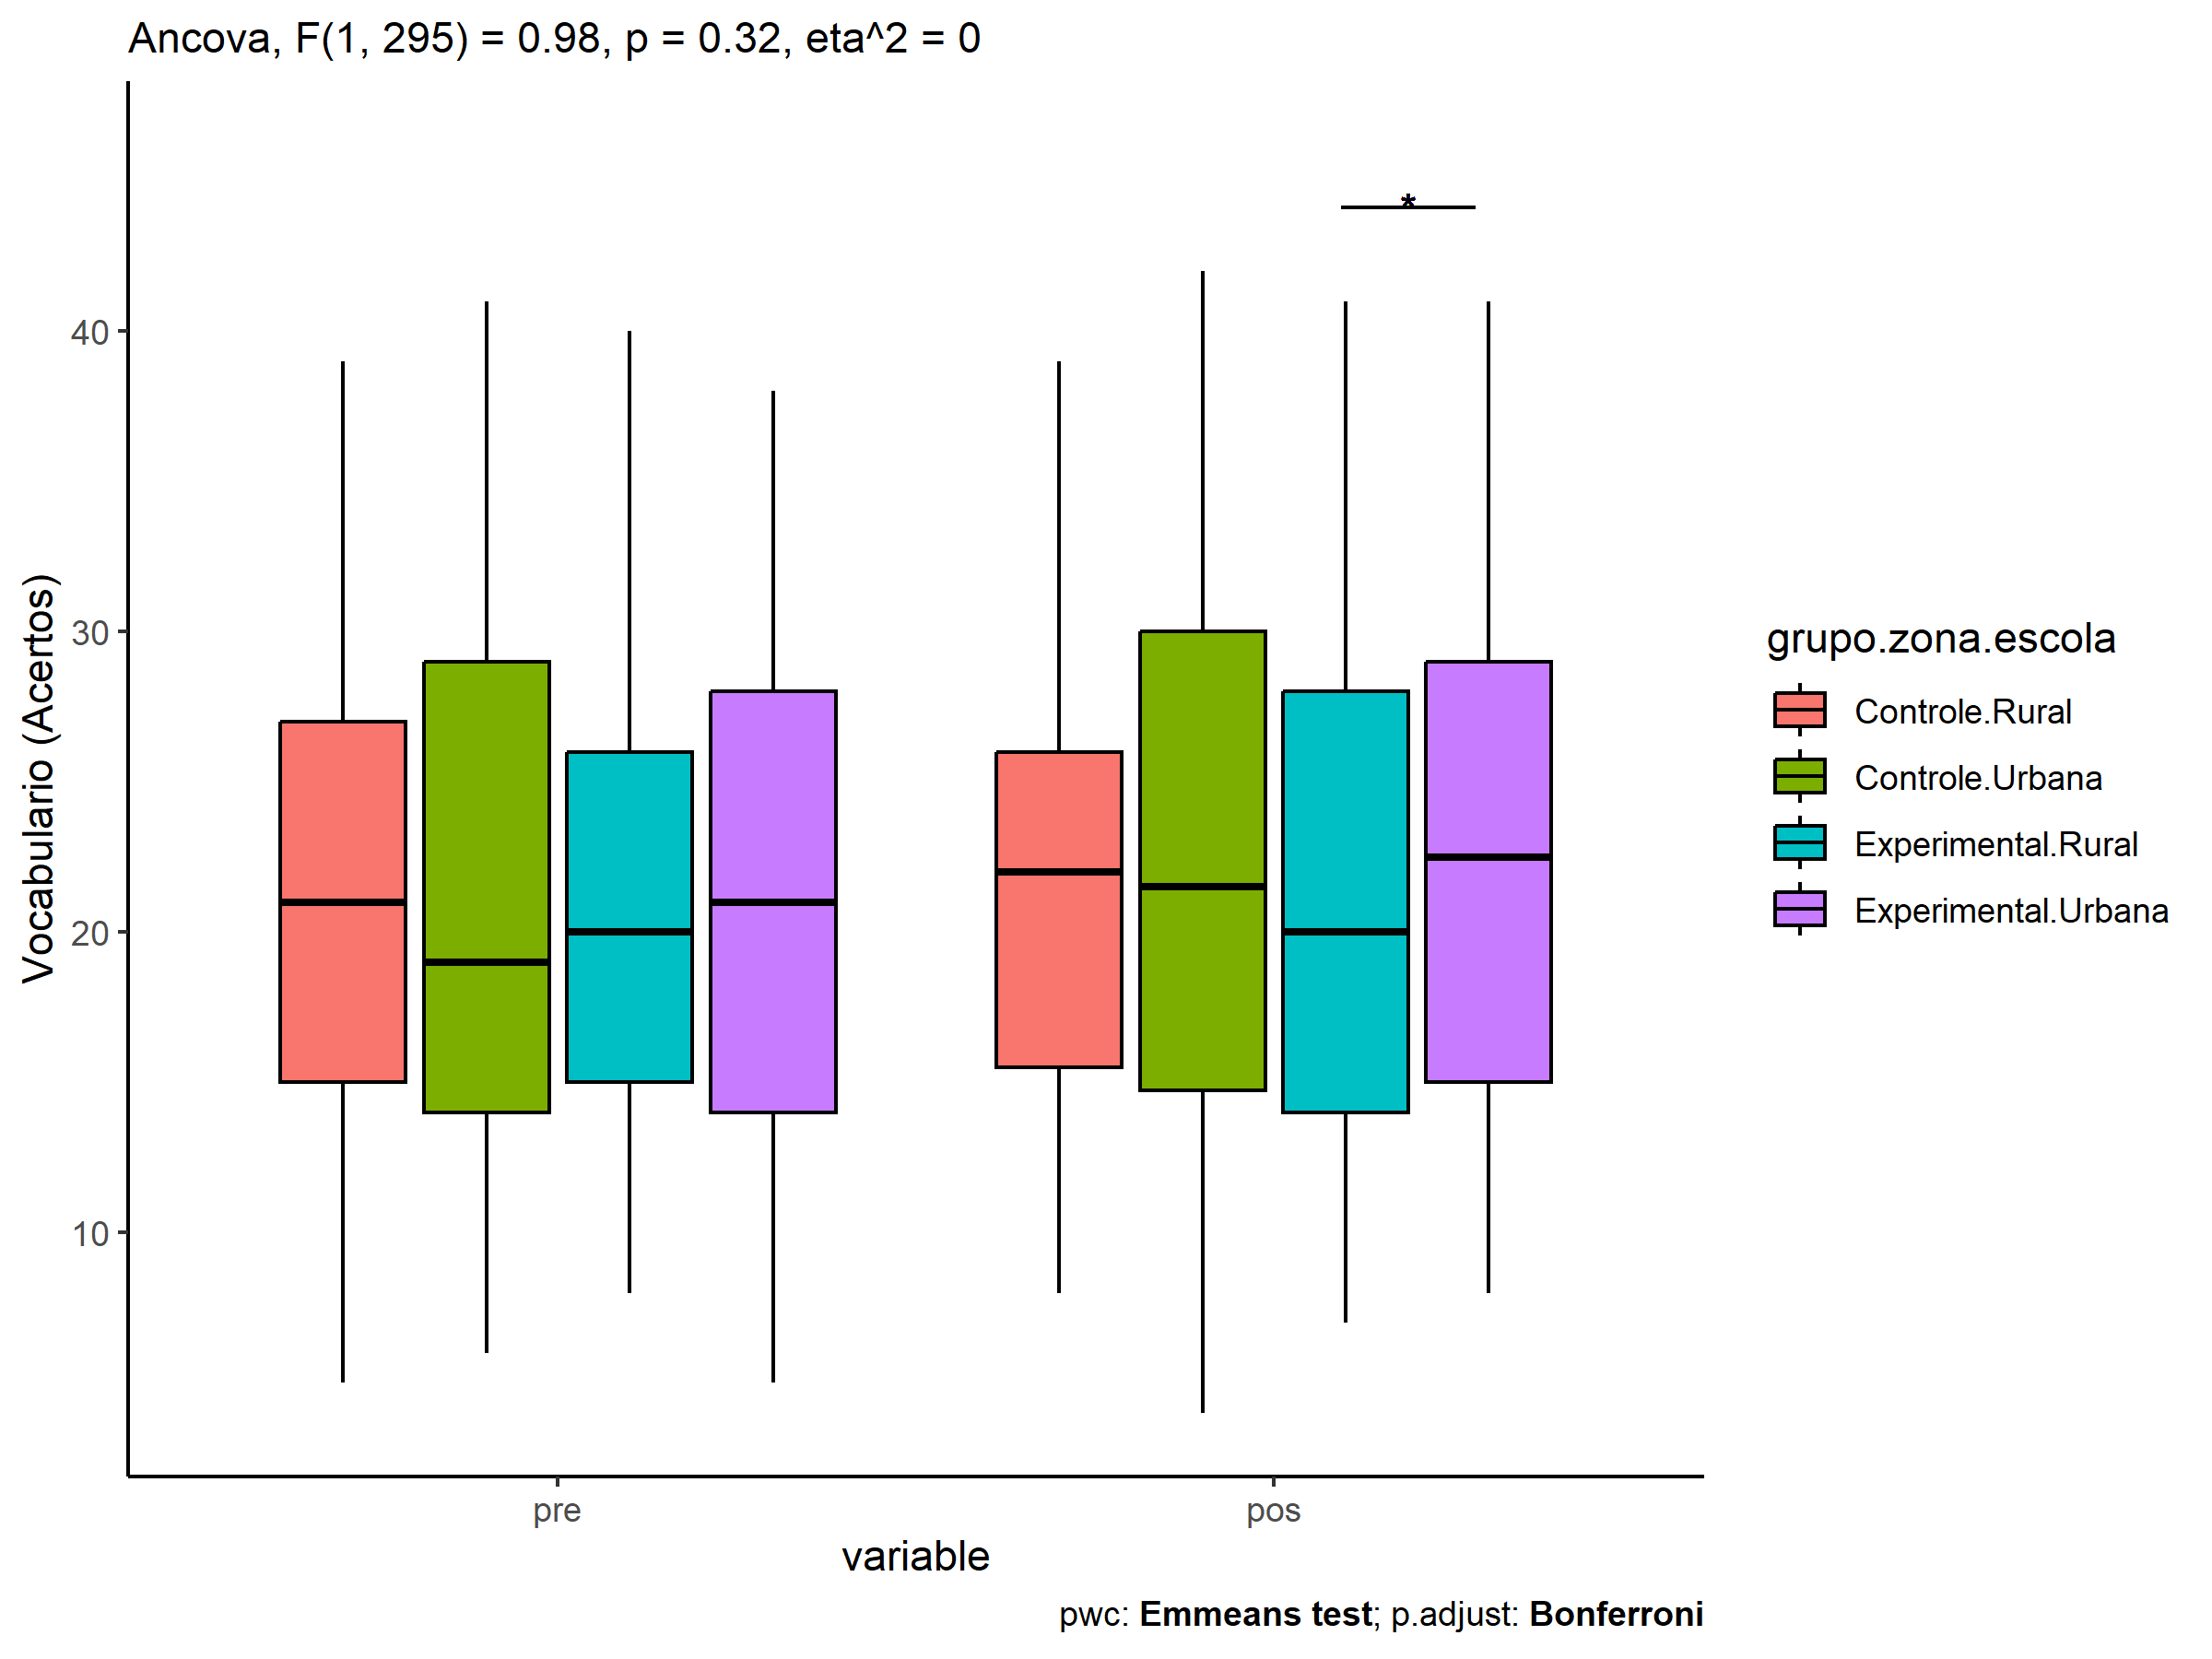 Ancova, F(1, 295) = 0.98, p = 0.32, eta^2 = 0
*
Vocabulario (Acertos)
40
30
20
10
pre
pos
variable
grupo.zona.escola
Controle.Rural
Controle.Urbana
Experimental.Rural
Experimental.Urbana
pwc: Emmeans test; p.adjust: Bonferroni